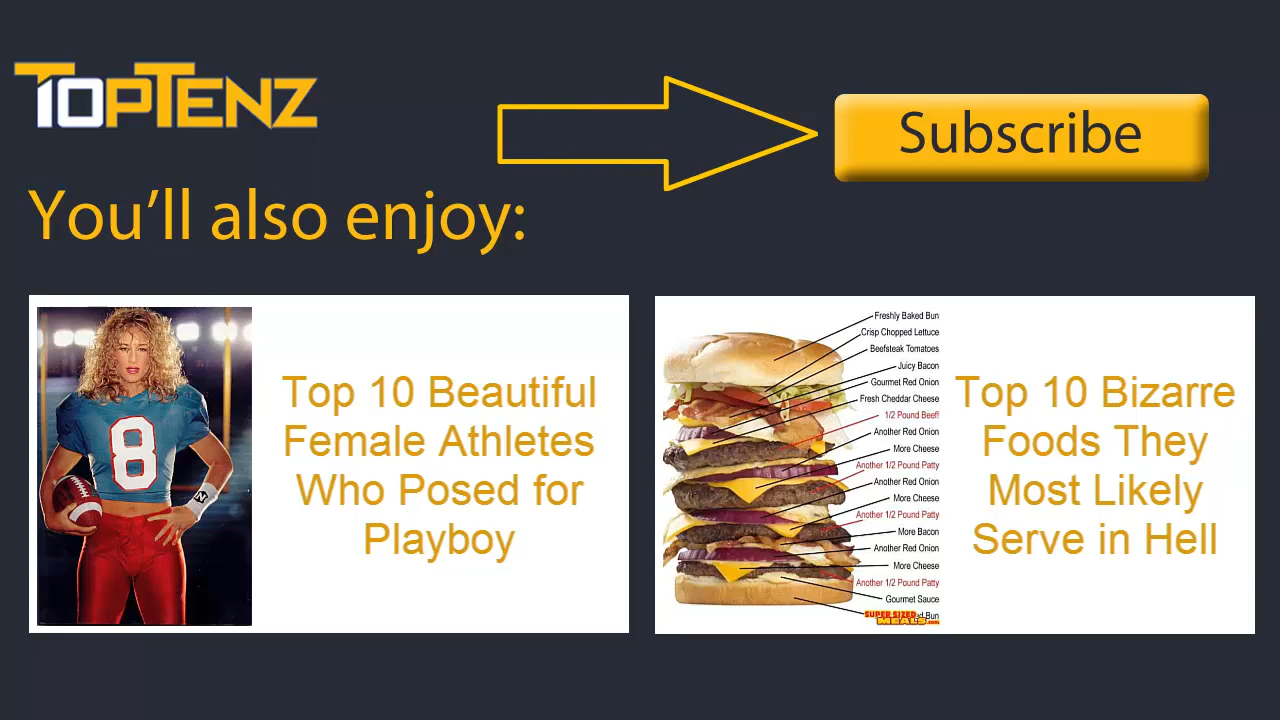 TOPTENZ
Subscribe
You'll also enjoy:
8
N
Top 10 Beautiful
Female Athletes
Who Posed for
Playboy
Freshly Baked Bun
Crisp Chopped Lettuce
Beefsteak Tomatoes
Juicy Bacon
Gourmet Red Onion
Fresh Cheddar Cheese
1/2 Pound Beef!
Another Red Onion
More Cheese
Another 1/2 Pound Patty
Another Red Onion
More Cheese
Another 1/2 Pound Patty
More Bacon
Another Red Onion
More Cheese
Another 1/2 Pound Patty
Gourmet Sauce
Bun
SUPER SIZED
MEALS.com
Top 10 Bizarre
Foods They
Most Likely
Serve in Hell